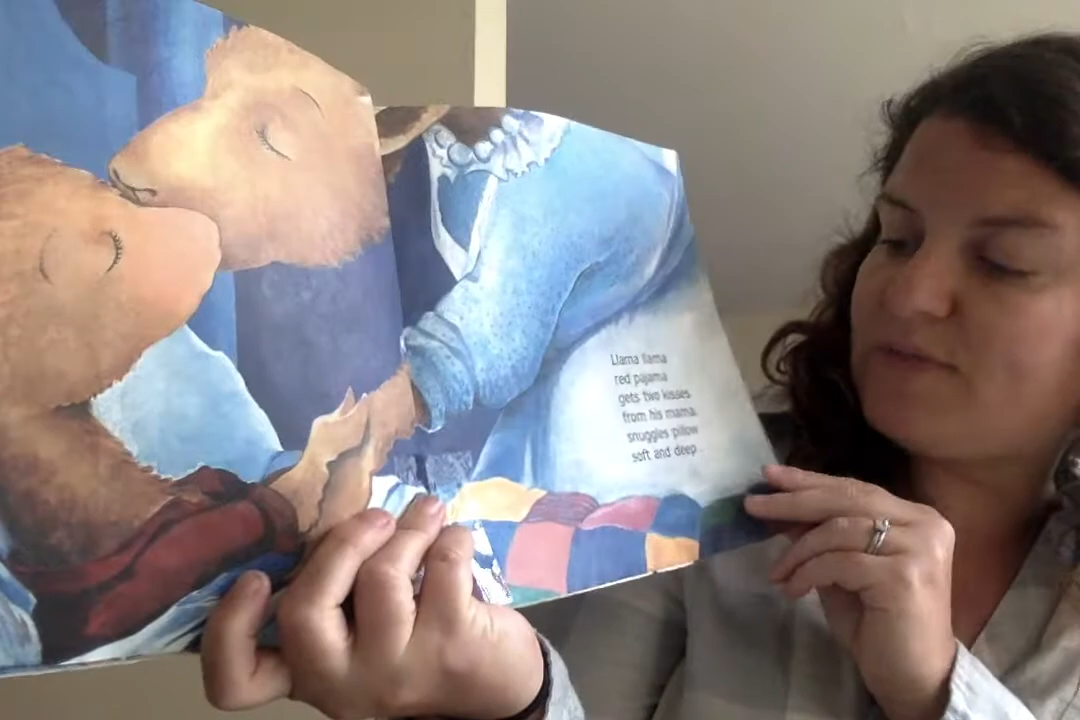 Llama llama
red pajama
gets two kisses
from his mama,
snuggles pillow
soft and deep .